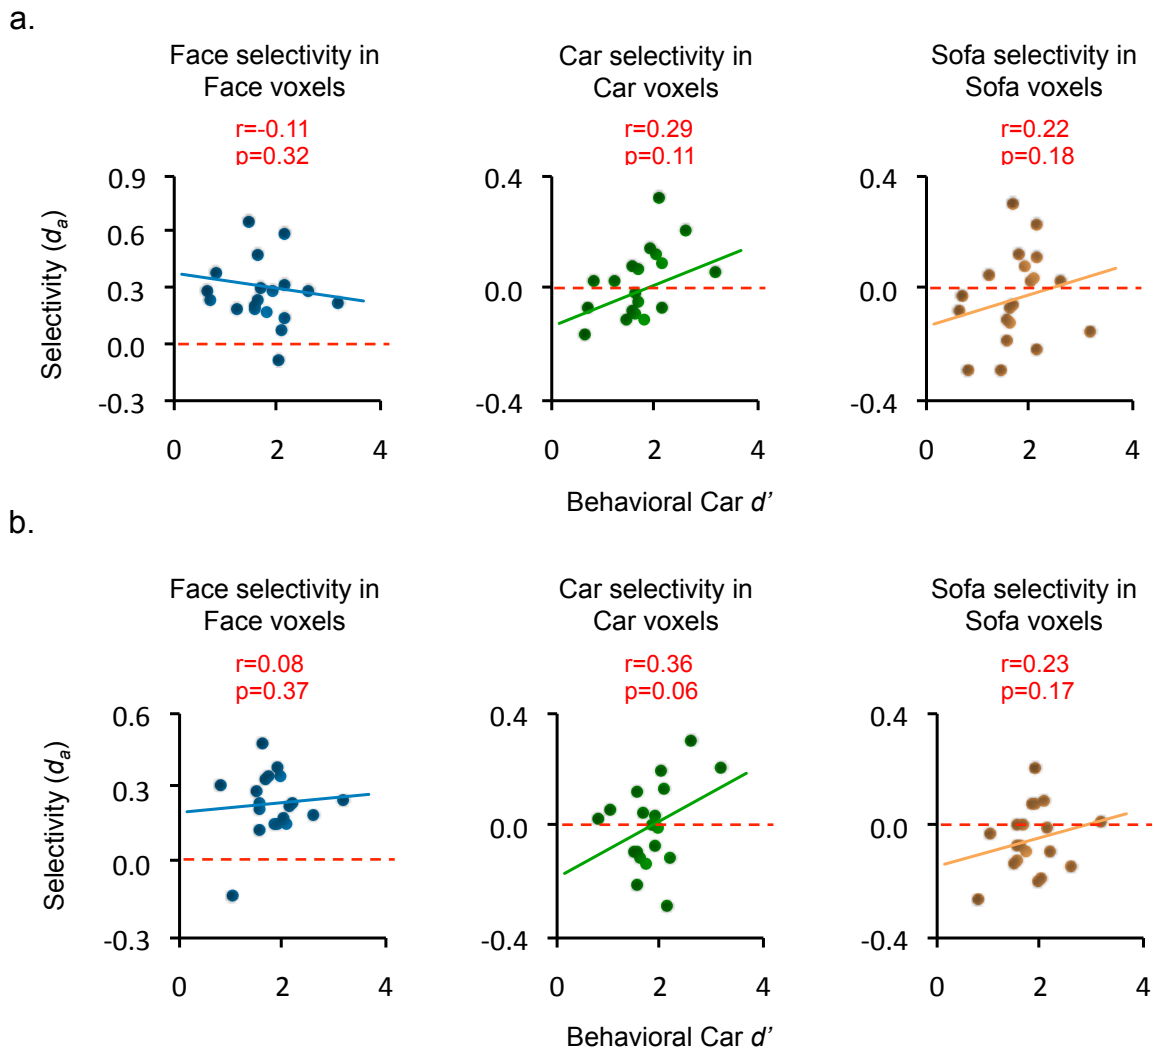 a.
Face selectivity in
Face voxels
r=-0.11
p=0.32
Car selectivity in
Car voxels
r=0.29
p=0.11
Sofa selectivity in
Sofa voxels
r=0.22
p=0.18
Selectivity (da)
0.9
0.6
0.3
0.0
-0.3
0 2 4
0.4
0.0
-0.4
0 2 4
0.4
0.0
-0.4
0 2 4
Behavioral Car d’
b.
Face selectivity in
Face voxels
r=0.08
p=0.37
Car selectivity in
Car voxels
r=0.36
p=0.06
Sofa selectivity in
Sofa voxels
r=0.23
p=0.17
Selectivity (da)
0.6
0.3
0.0
-0.3
0 2 4
0.4
0.0
-0.4
0 2 4
0.4
0.0
-0.4
0 2 4
Behavioral Car d’